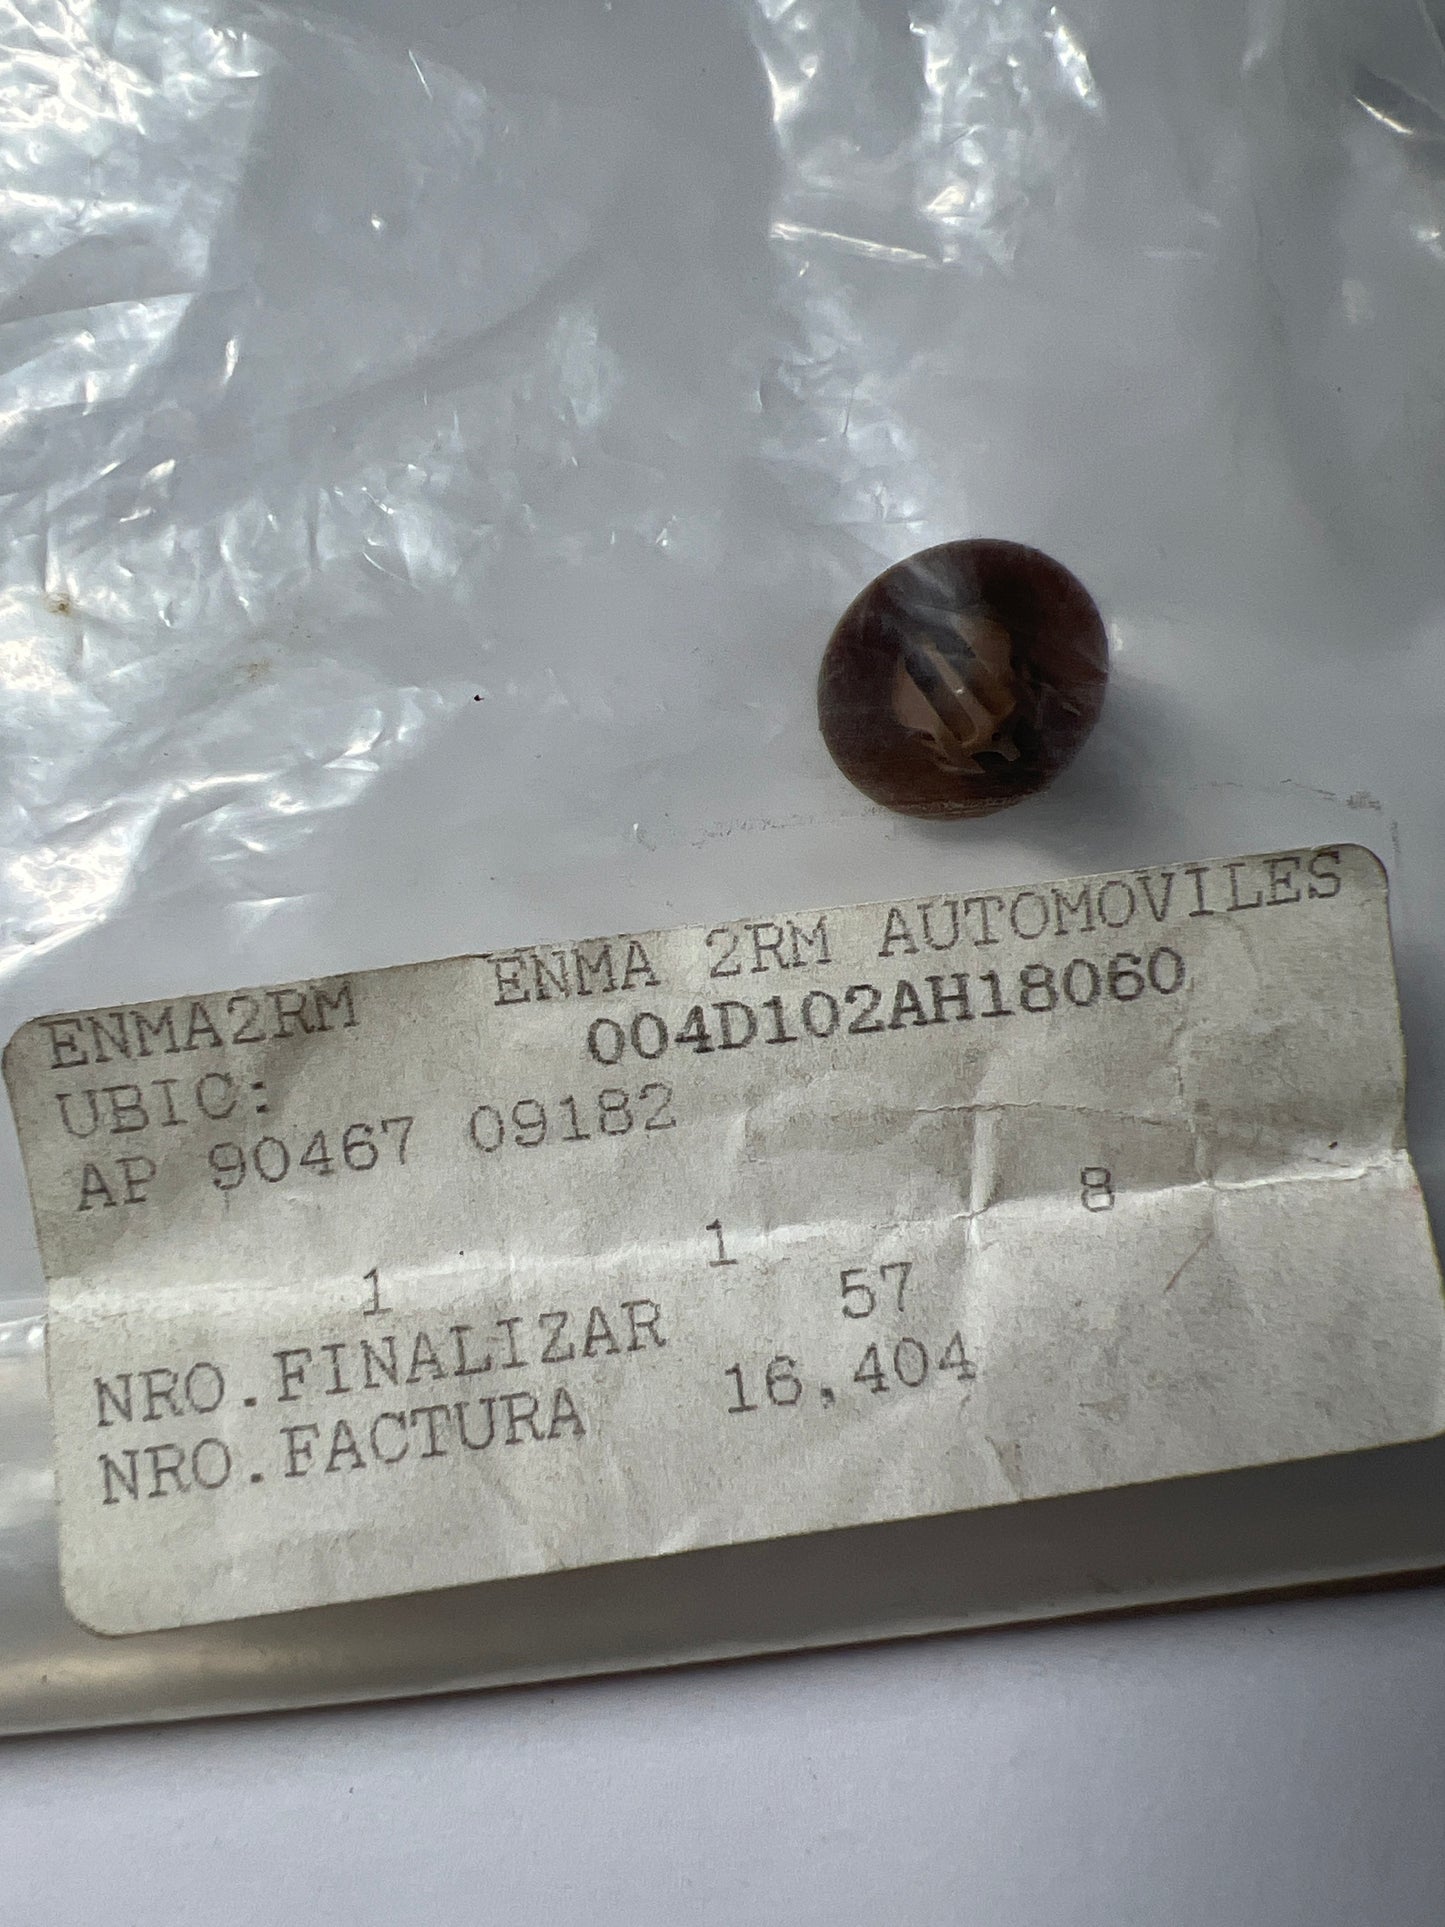 ENMA2RM ENMA 2RM AUTOMOVILES
UBIC: 004D102AH18060
AP 90467 09182
1 1 8
NRO.FINALIZAR 57
NRO.FACTURA 16,404